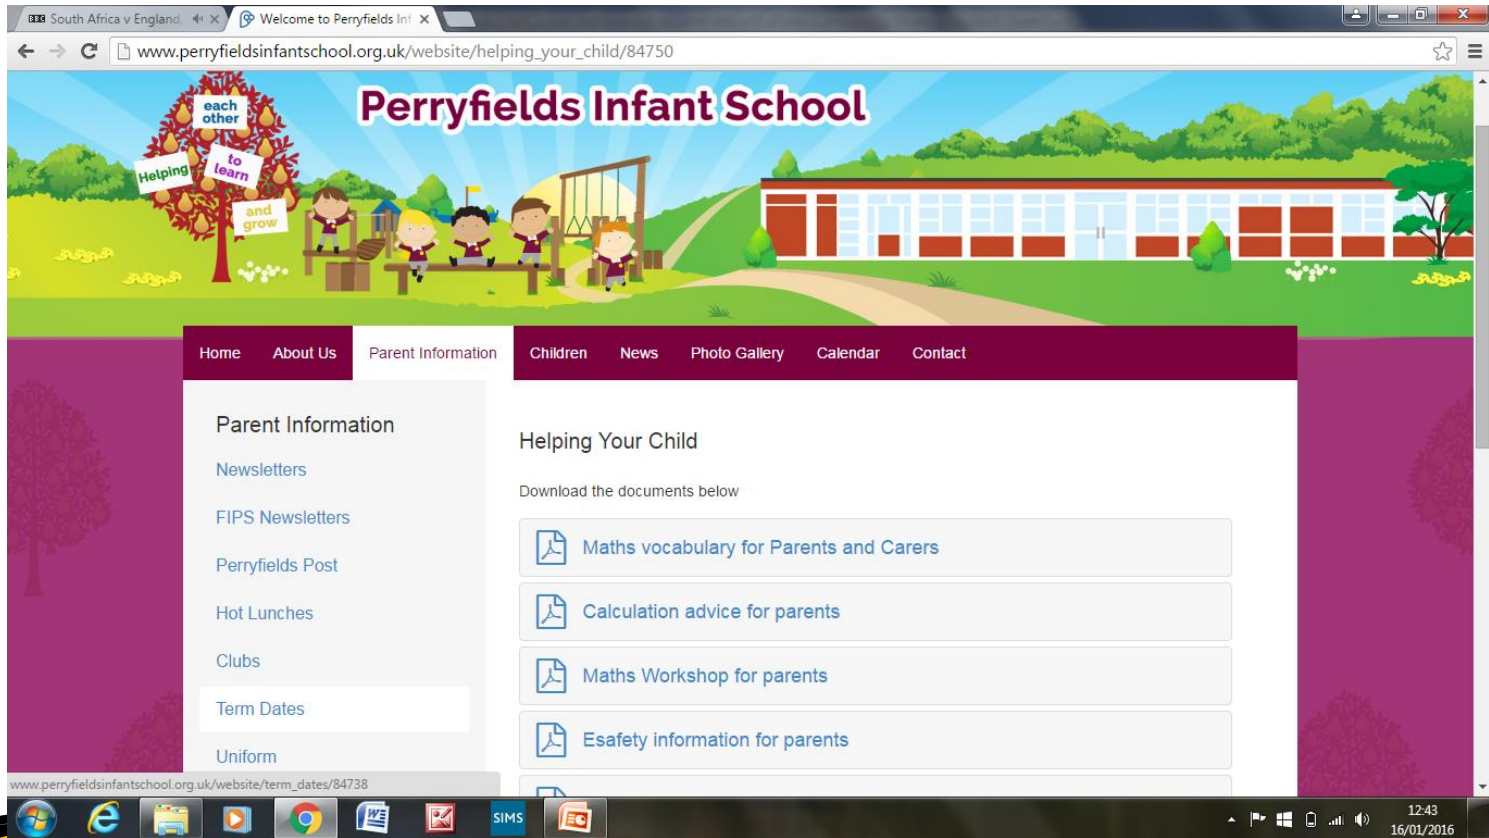 South Africa v England,
Welcome to Perryfields Inf
www.perryfieldsinfantschool.org.uk/website/helping_your_child/84750
Perryfields Infant School
each
other
to
learn
Helping
and
grow
Home About Us Parent Information Children News Photo Gallery Calendar Contact
Parent Information
Newsletters
FIPS Newsletters
Perryfields Post
Hot Lunches
Clubs
Term Dates
Uniform
Helping Your Child
Download the documents below
Maths vocabulary for Parents and Carers
Calculation advice for parents
Maths Workshop for parents
Esafety information for parents
www.perryfieldsinfantschool.org.uk/website/term_dates/84738
SIMS
12:43
16/01/2016